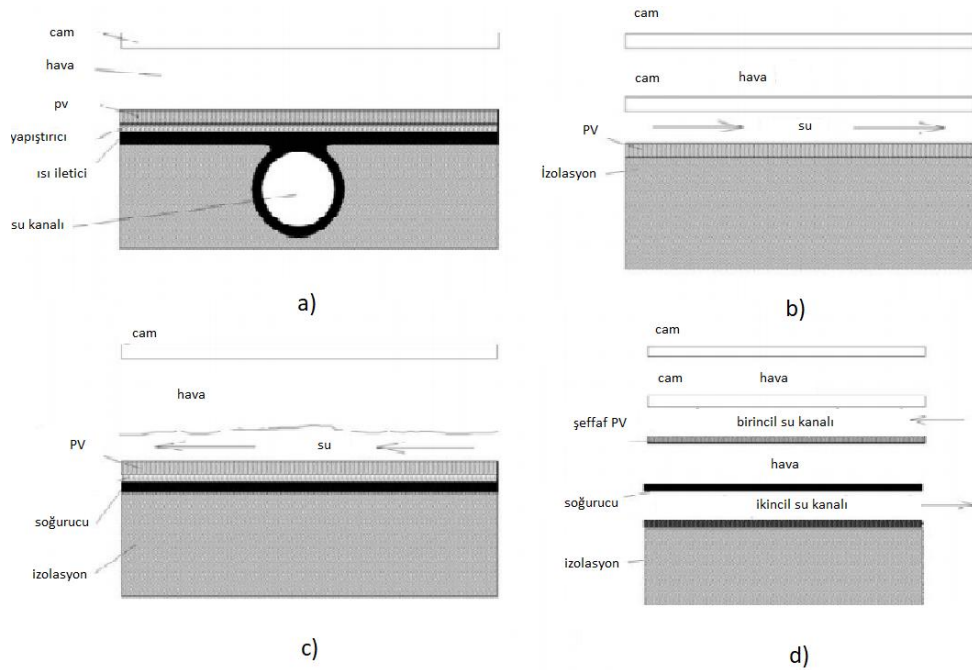 cam
hava
pv
yapıştırıcı
ısı iletici
su kanalı
a)
cam
cam hava
su
PV
İzolasyon
b)
cam
hava
PV
su
soğurucu
izolasyon
c)
cam
cam hava
şeffaf PV
birincil su kanalı
hava
soğurucu
ikincil su kanalı
izolasyon
d)